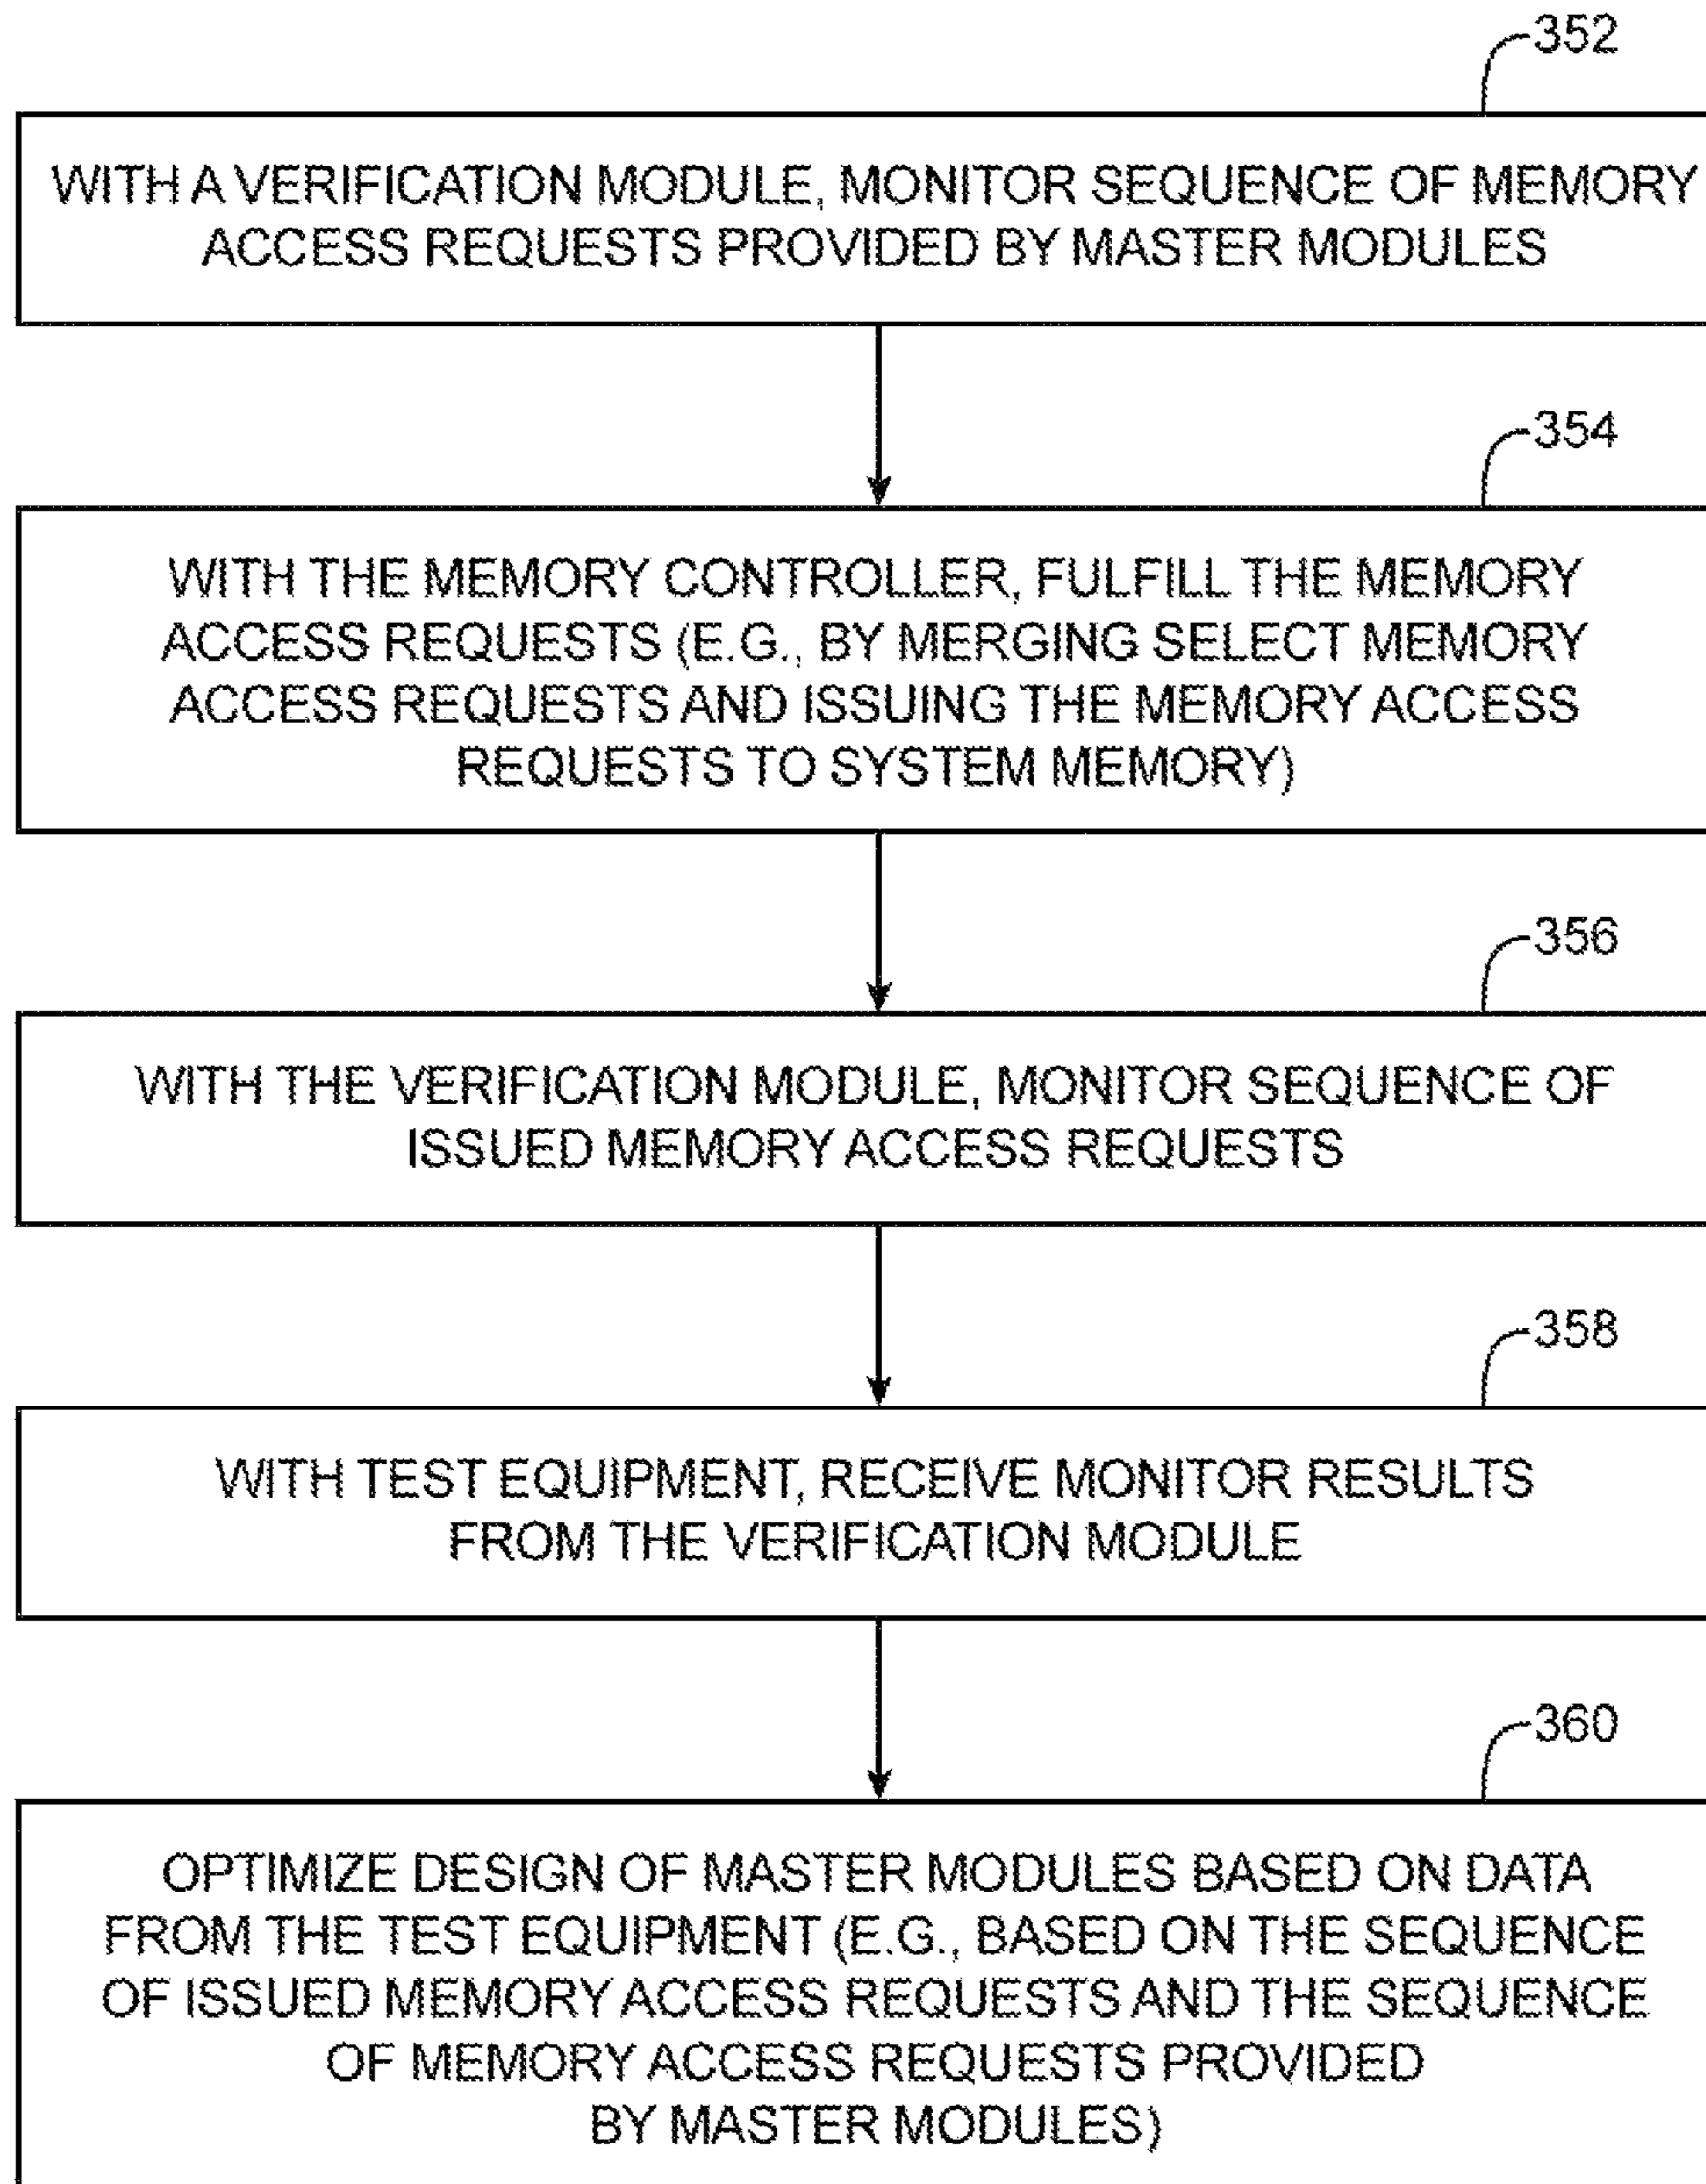 352
WITH A VERIFICATION MODULE, MONITOR SEQUENCE OF MEMORY
ACCESS REQUESTS PROVIDED BY MASTER MODULES
354
WITH THE MEMORY CONTROLLER, FULFILL THE MEMORY
ACCESS REQUESTS (E.G., BY MERGING SELECT MEMORY
ACCESS REQUESTS AND ISSUING THE MEMORY ACCESS
REQUESTS TO SYSTEM MEMORY)
356
WITH THE VERIFICATION MODULE, MONITOR SEQUENCE OF
ISSUED MEMORY ACCESS REQUESTS
358
WITH TEST EQUIPMENT, RECEIVE MONITOR RESULTS
FROM THE VERIFICATION MODULE
360
OPTIMIZE DESIGN OF MASTER MODULES BASED ON DATA
FROM THE TEST EQUIPMENT (E.G., BASED ON THE SEQUENCE
OF ISSUED MEMORY ACCESS REQUESTS AND THE SEQUENCE
OF MEMORY ACCESS REQUESTS PROVIDED
BY MASTER MODULES)